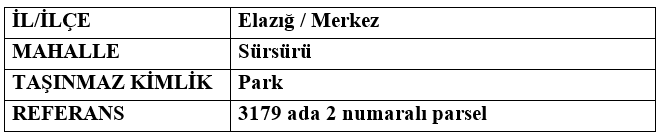 İL/İLÇE Elazığ / Merkez
MAHALLE Sürsürü
TAŞINMAZ KİMLİK Park
REFERANS 3179 ada 2 numaralı parsel